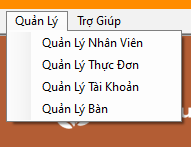 Quản Lý Trợ Giúp
Quản Lý Nhân Viên
Quản Lý Thực Đơn
Quản Lý Tài Khoản
Quản Lý Bàn